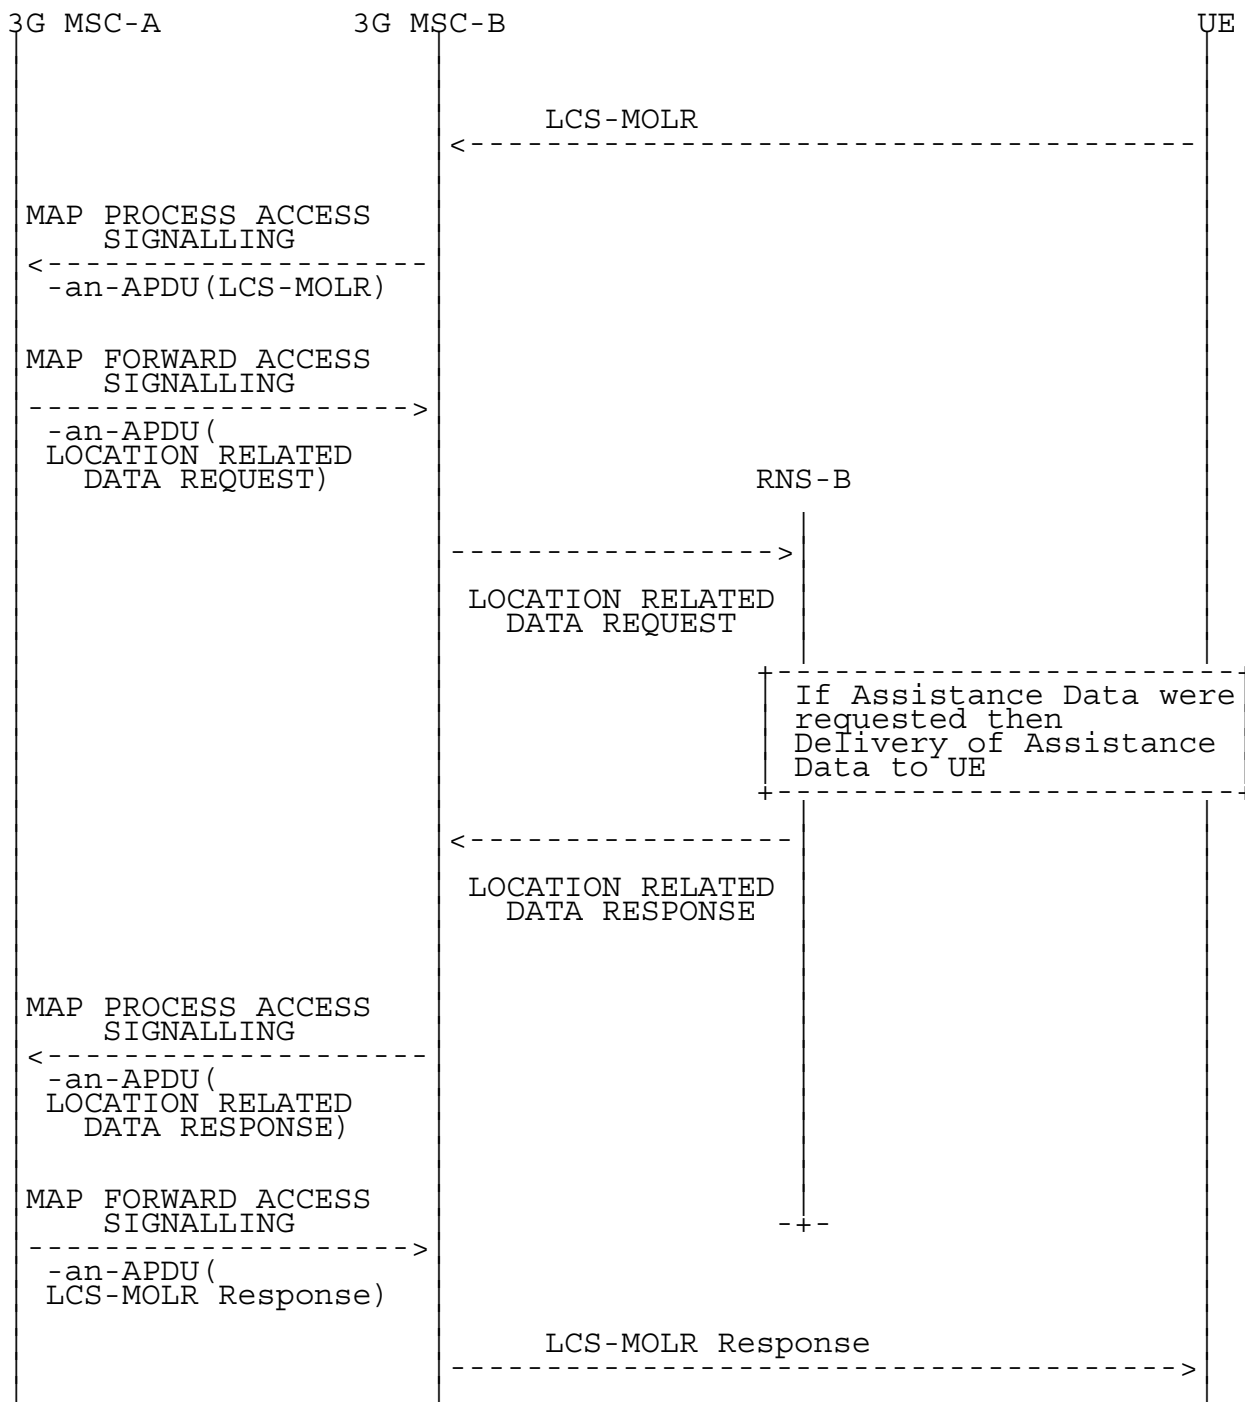 3G MSC-A 3G MSC-B UE
LCS-MOLR
MAP PROCESS ACCESS
SIGNALLING
-an-APDU(LCS-MOLR)
MAP FORWARD ACCESS
SIGNALLING
-an-APDU(
LOCATION RELATED
DATA REQUEST)
RNS-B
LOCATION RELATED
DATA REQUEST
If Assistance Data were
requested then
Delivery of Assistance
Data to UE
LOCATION RELATED
DATA RESPONSE
MAP PROCESS ACCESS
SIGNALLING
-an-APDU(
LOCATION RELATED
DATA RESPONSE)
MAP FORWARD ACCESS
SIGNALLING
-an-APDU(
LCS-MOLR Response)
LCS-MOLR Response